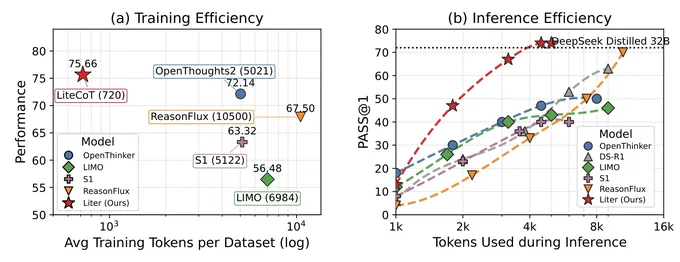 (a) Training Efficiency
80
75
70
65
60
55
50
Performance
75.66
LiteCoT (720)
OpenThoughts2 (5021)
72.14
ReasonFlux (10500)
67.50
63.32
S1 (5122)
56.48
LIMO (6984)
Model
OpenThinker
LIMO
S1
ReasonFlux
Liter (Ours)
10³
10⁴
Avg Training Tokens per Dataset (log)
(b) Inference Efficiency
80
70
60
50
40
30
20
10
0
PASS@1
DeepSeek Distilled 32B
Model
OpenThinker
DS-R1
LIMO
S1
ReasonFlux
Liter (Ours)
1k
2k
4k
8k
16k
Tokens Used during Inference